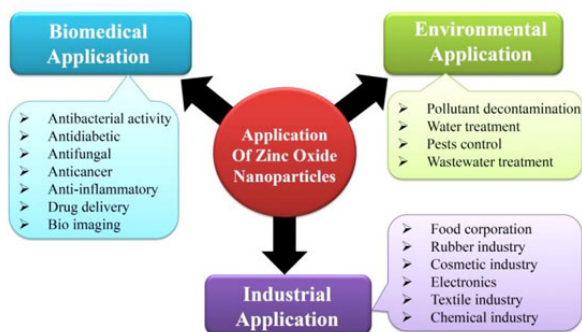 Biomedical
Application
Antibacterial activity
Antidiabetic
Antifungal
Anticancer
Anti-inflammatory
Drug delivery
Bio imaging
Application
Of Zinc Oxide
Nanoparticles
Environmental
Application
Pollutant decontamination
Water treatment
Pests control
Wastewater treatment
Industrial
Application
Food corporation
Rubber industry
Cosmetic industry
Electronics
Textile industry
Chemical industry